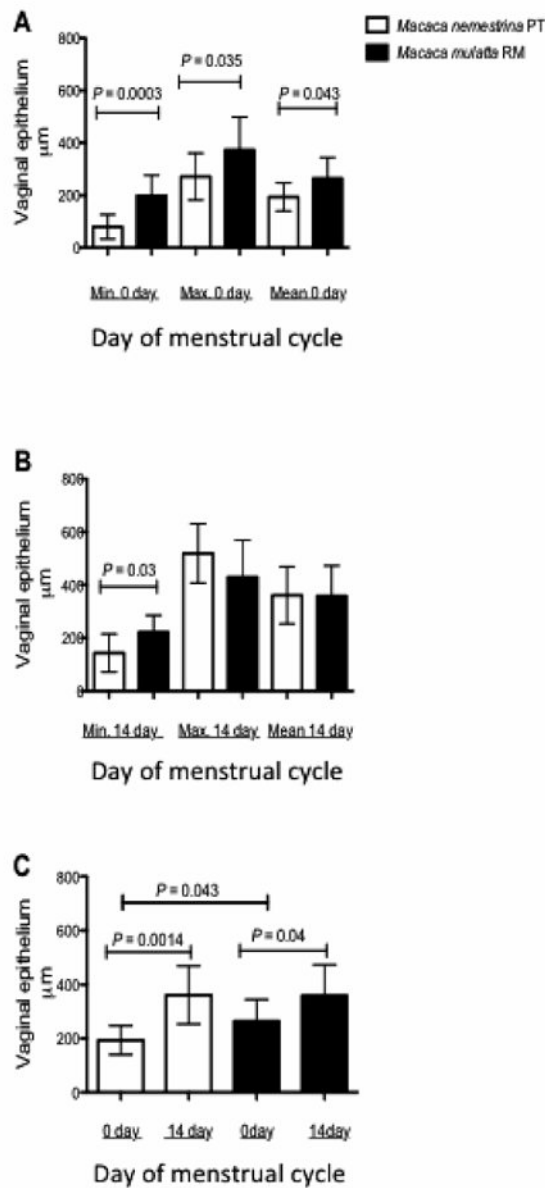 A
Macaca nemestrina PT
Macaca mulatta RM
800
600
400
200
0
Vaginal epithelium
μm
P = 0.0003
P = 0.035
P = 0.043
Min. 0 day
Max. 0 day
Mean 0 day
Day of menstrual cycle
B
800
600
400
200
0
Vaginal epithelium
μm
P = 0.03
Min. 14 day
Max. 14 day
Mean 14 day
Day of menstrual cycle
C
800
600
400
200
0
Vaginal epithelium
μm
P = 0.043
P = 0.0014
P = 0.04
0 day
14 day
0day
14day
Day of menstrual cycle